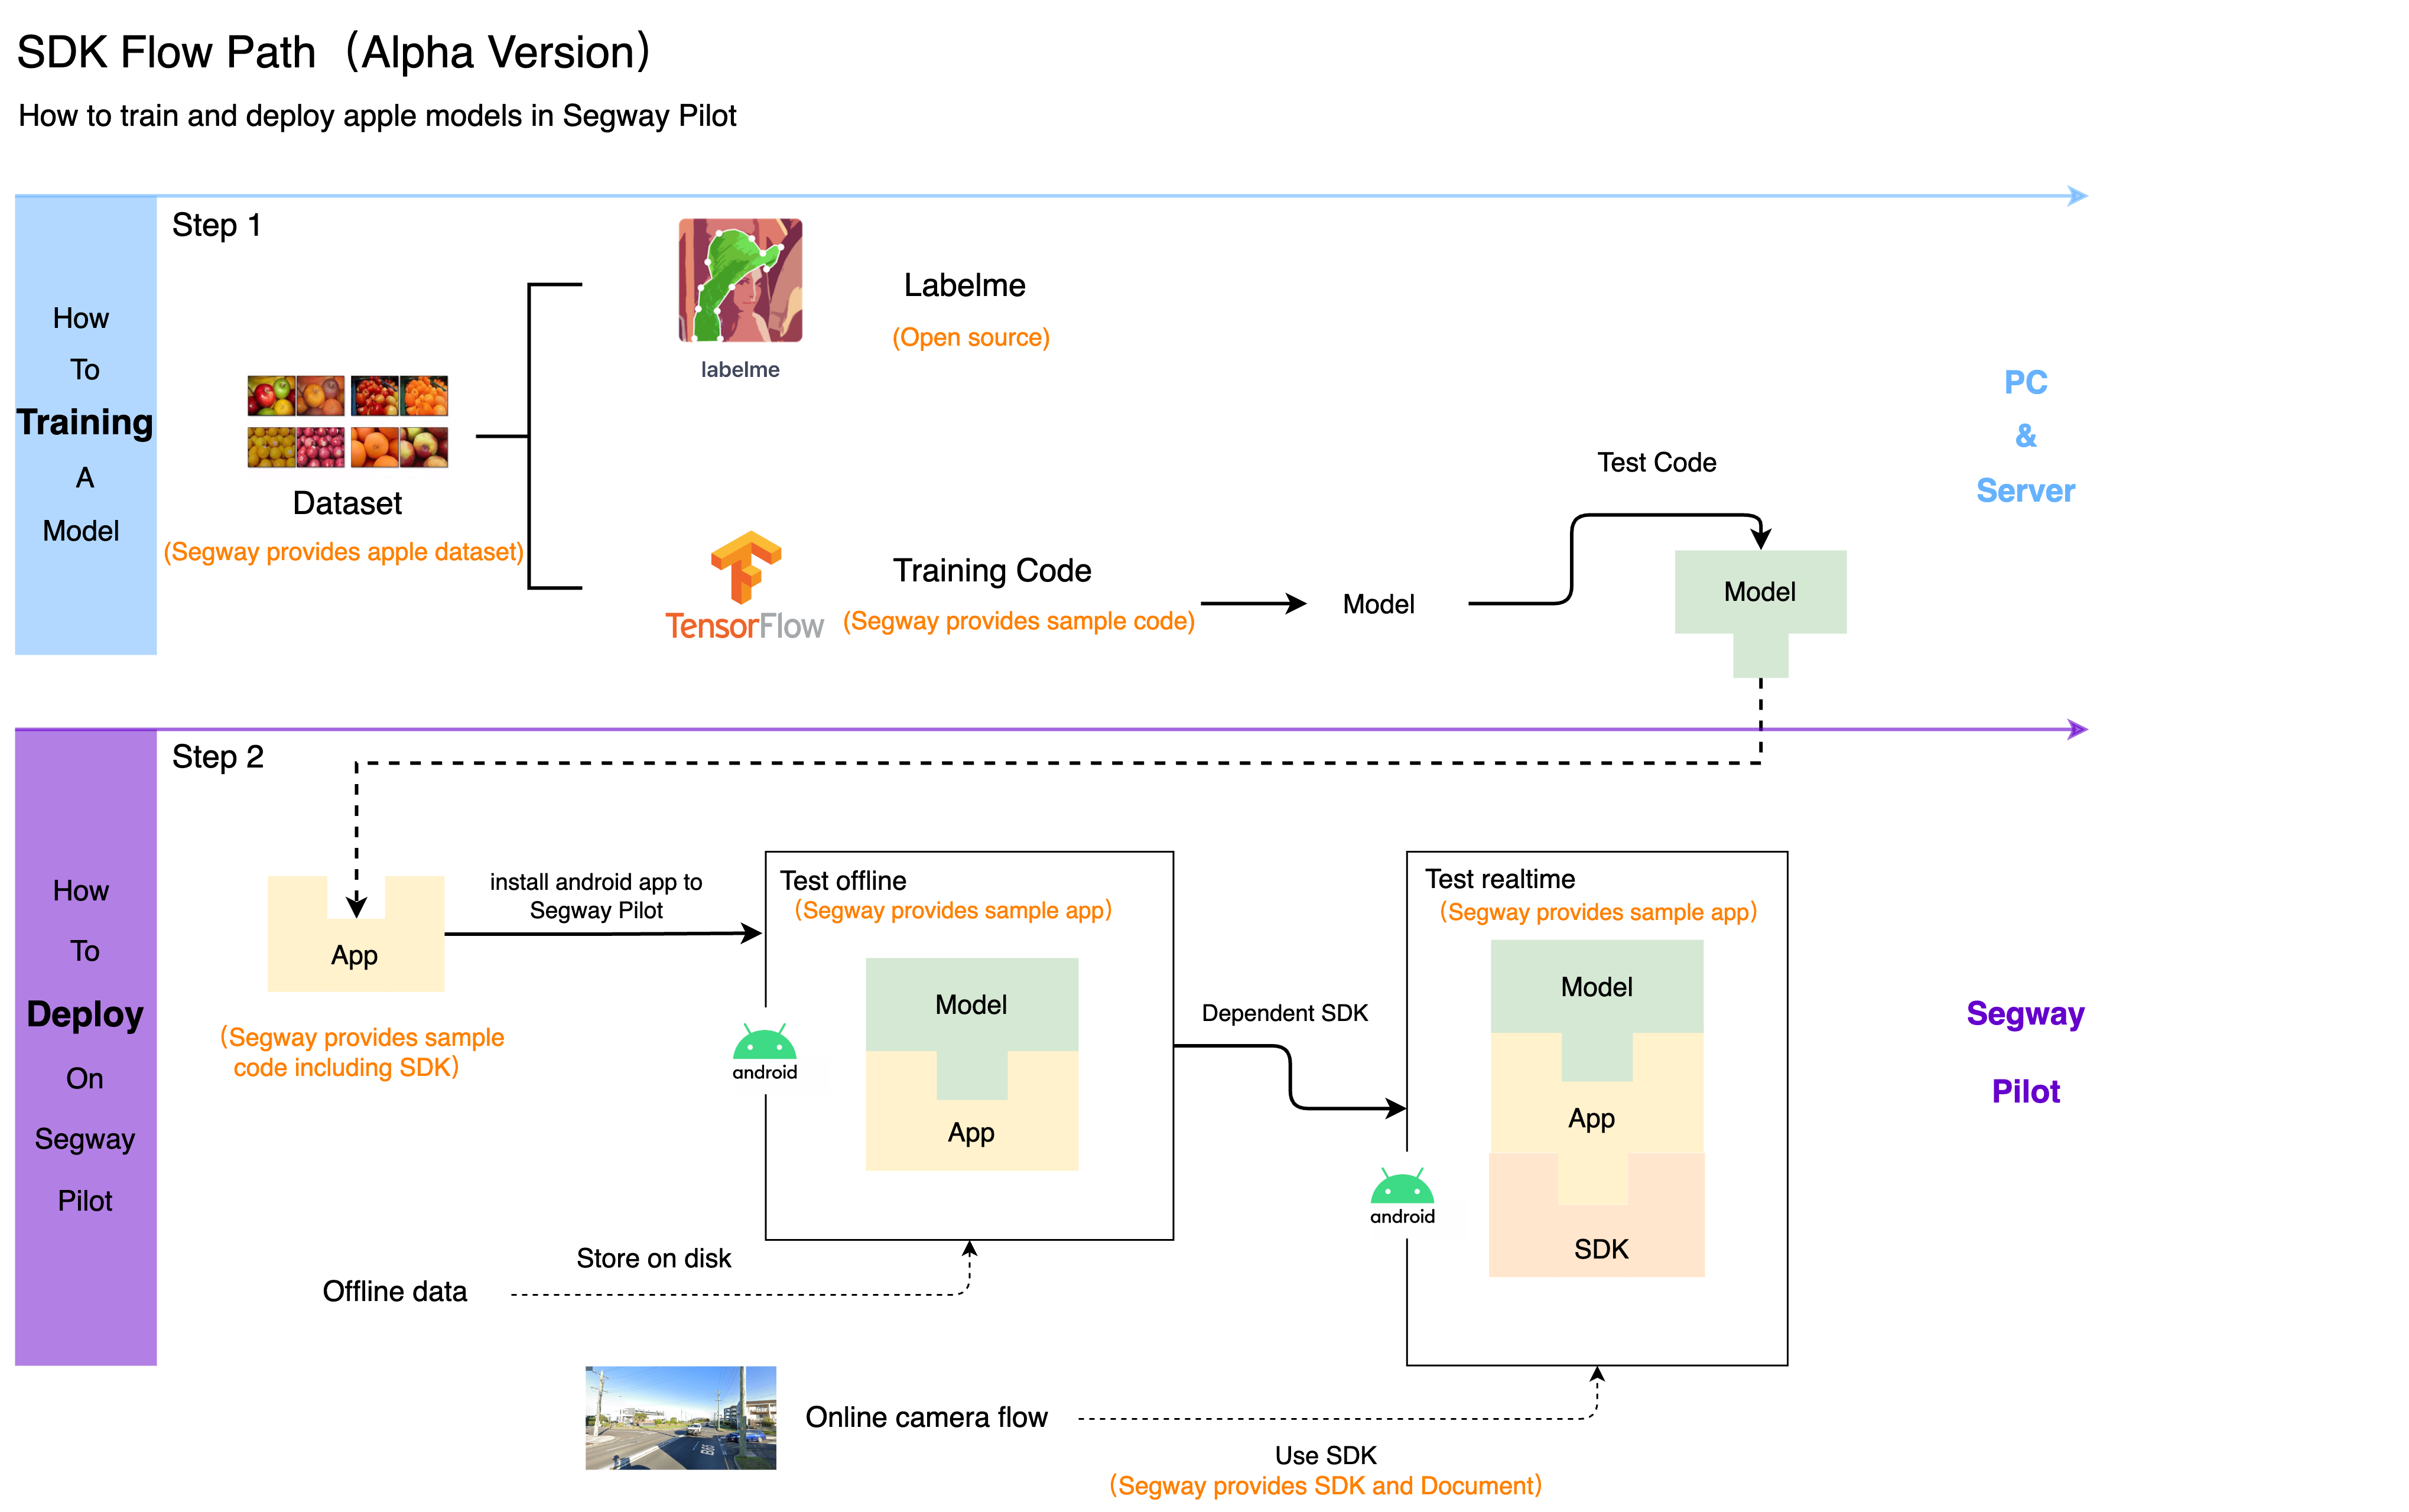 SDK Flow Path（Alpha Version）
How to train and deploy apple models in Segway Pilot
Step 1
How
To
Training
A
Model
Dataset
(Segway provides apple dataset)
labelme
Labelme
(Open source)
TensorFlow
Training Code
(Segway provides sample code)
Model
Test Code
Model
PC
&
Server
Step 2
How
To
Deploy
On
Segway
Pilot
App
（Segway provides sample
code including SDK）
install android app to
Segway Pilot
Test offline
（Segway provides sample app）
Model
App
android
Dependent SDK
Test realtime
（Segway provides sample app）
Model
App
SDK
android
Segway
Pilot
Store on disk
Offline data
Online camera flow
Use SDK
（Segway provides SDK and Document）